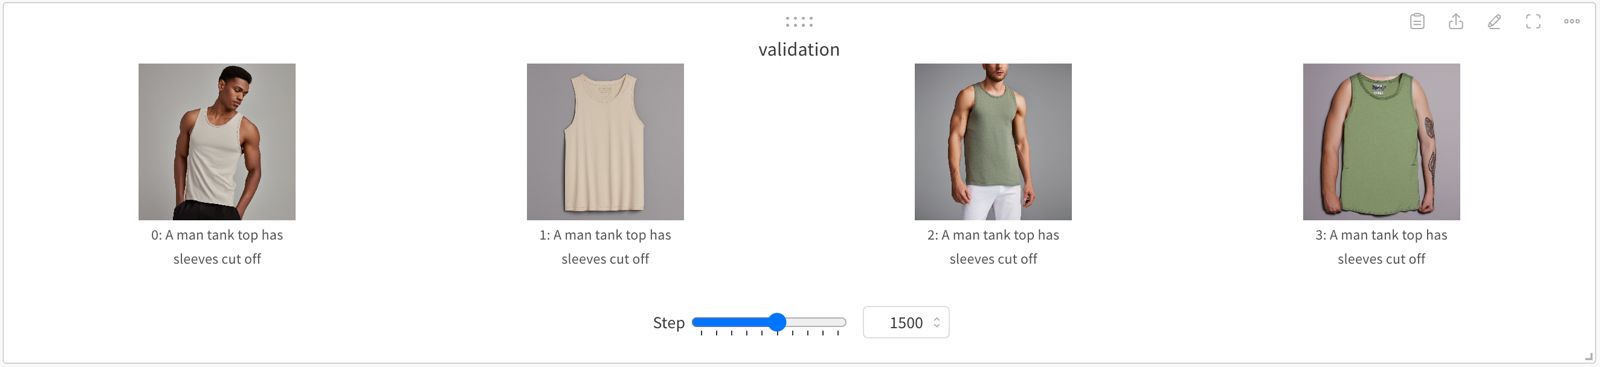 validation
0: A man tank top has
sleeves cut off
1: A man tank top has
sleeves cut off
2: A man tank top has
sleeves cut off
3: A man tank top has
sleeves cut off
Step
1500